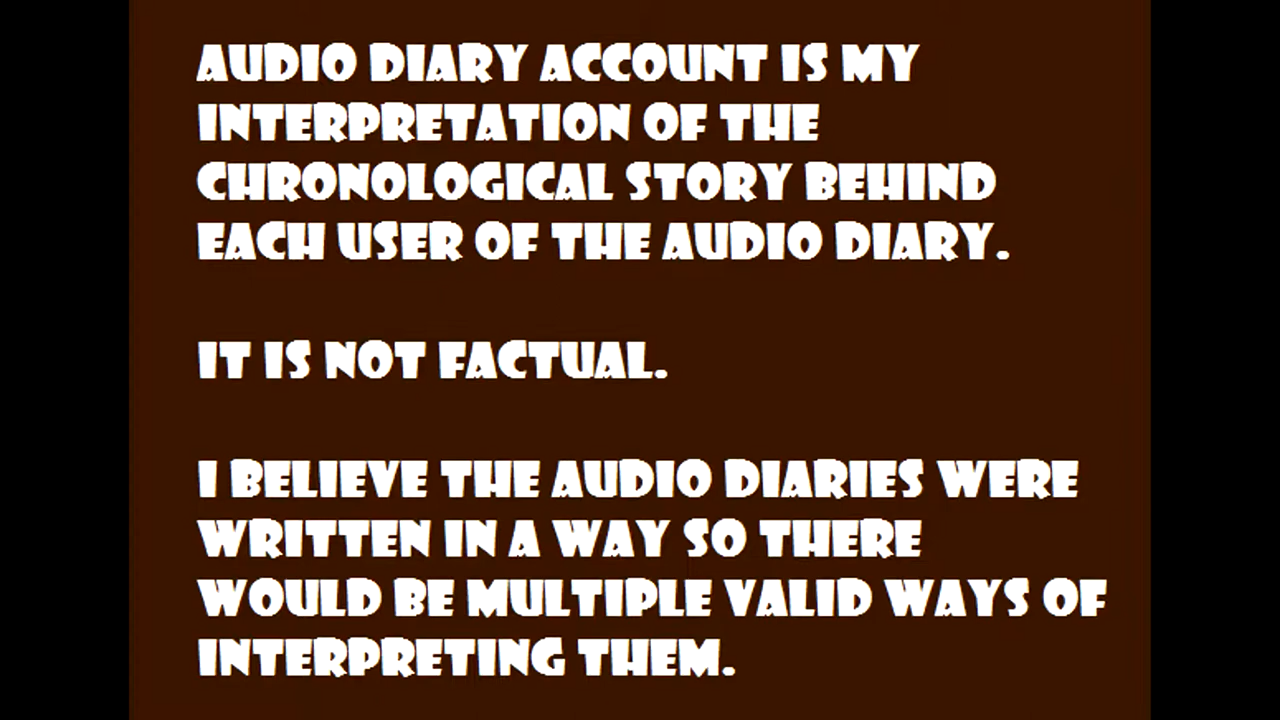 AUDIO DIARY ACCOUNT IS MY
INTERPRETATION OF THE
CHRONOLOGICAL STORY BEHIND
EACH USER OF THE AUDIO DIARY.
IT IS NOT FACTUAL.
I BELIEVE THE AUDIO DIARIES WERE
WRITTEN IN A WAY SO THERE
WOULD BE MULTIPLE VALID WAYS OF
INTERPRETING THEM.